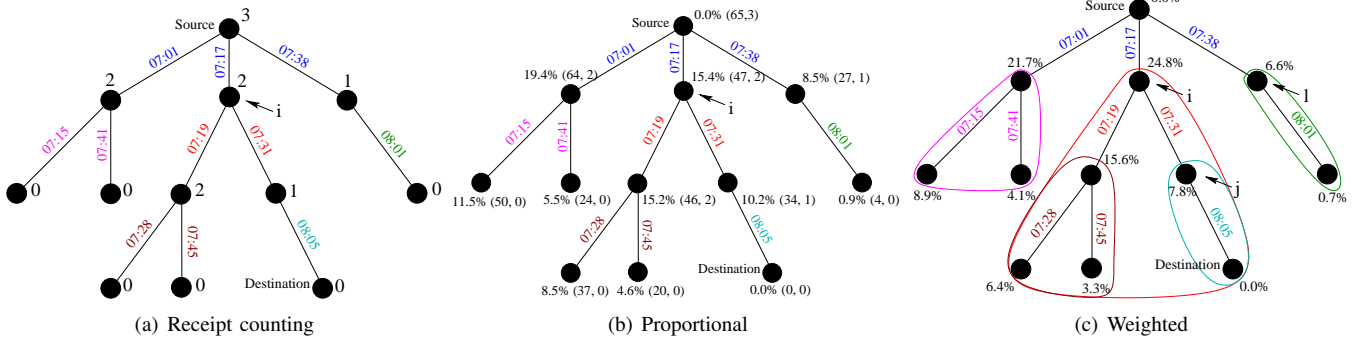 Source
3
07:01
07:17
07:38
2
2
1
i
07:15
07:41
07:19
07:31
08:01
0
0
2
1
0
07:28
07:45
08:05
Destination
0
0
0
(a) Receipt counting
Source
0.0% (65,3)
07:01
07:17
07:38
19.4% (64, 2)
15.4% (47, 2)
8.5% (27, 1)
i
07:15
07:41
07:19
07:31
08:01
11.5% (50, 0)
5.5% (24, 0)
15.2% (46, 2)
10.2% (34, 1)
0.9% (4, 0)
07:28
07:45
08:05
Destination
8.5% (37, 0)
4.6% (20, 0)
0.0% (0, 0)
(b) Proportional
Source
07:01
07:17
07:38
21.7%
24.8%
6.6%
i
l
07:15
07:41
07:19
07:31
08:01
15.6%
j
8.9%
4.1%
7.8%
0.7%
07:28
07:45
08:05
Destination
6.4%
3.3%
0.0%
(c) Weighted